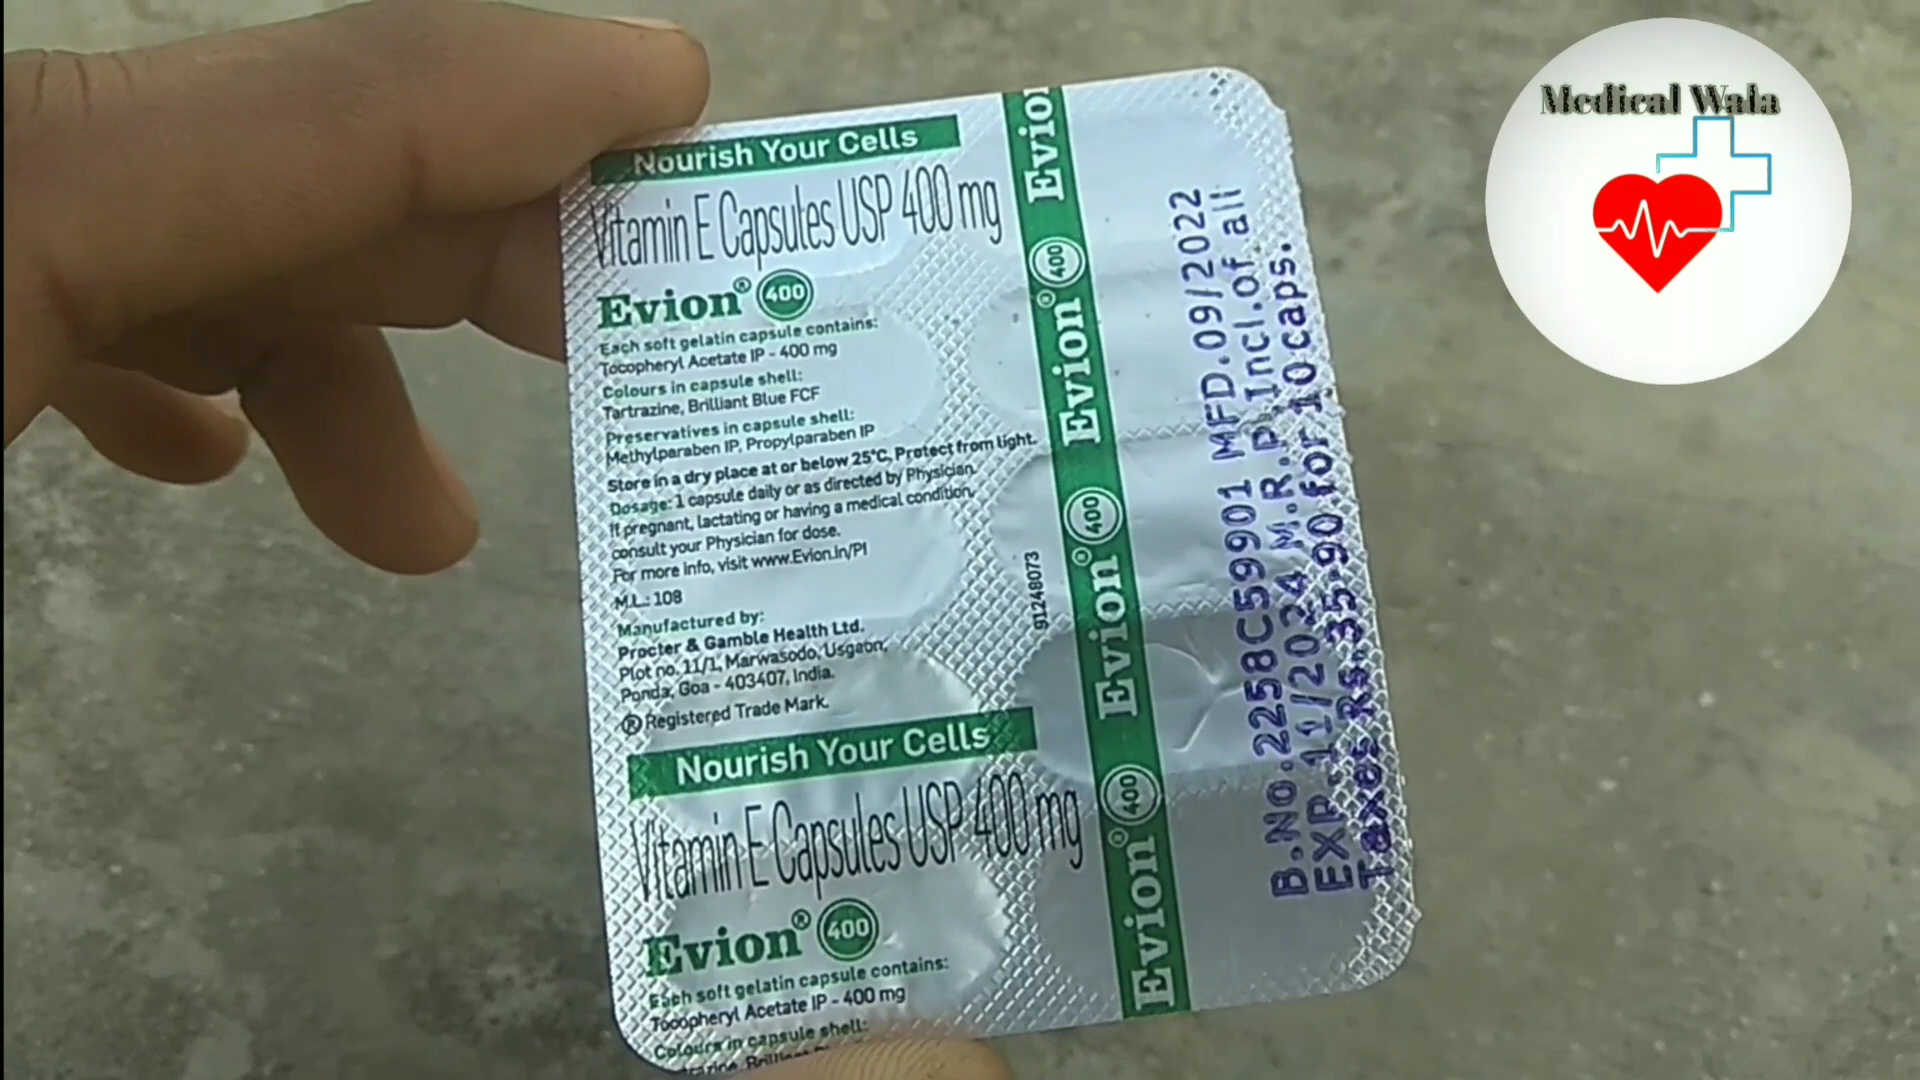 Medical Wala
Nourish Your Cells
Vitamin E Capsules USP 400 mg
Evion® 400
Each soft gelatin capsule contains:
Tocopheryl Acetate IP - 400 mg
Colours in capsule shell:
Tartrazine, Brilliant Blue FCF
Preservatives in capsule shell:
Methylparaben IP, Propylparaben IP
Store in a dry place at or below 25°C. Protect from light.
Dosage: 1 capsule daily or as directed by Physician.
If pregnant, lactating or having a medical condition,
consult your Physician for dose.
For more info, visit www.Evion.in/PI
M.L.: 108
Manufactured by:
Procter & Gamble Health Ltd.
Plot no. 11/1, Marwasodo, Usgaon,
Ponda, Goa - 403407, India.
® Registered Trade Mark.
Nourish Your Cells
Vitamin E Capsules USP 400 mg
Evion® 400
Each soft gelatin capsule contains:
Tocopheryl Acetate IP - 400 mg
Colours in capsule shell:
91248073
Evion® 400 Evion® 400 Evion® 400 Evio
B.No.2258C59901 MFD.09/2022
EXP.11/2024 M.R.P.Incl.of all
Taxes Rs.35.90 for 10caps.